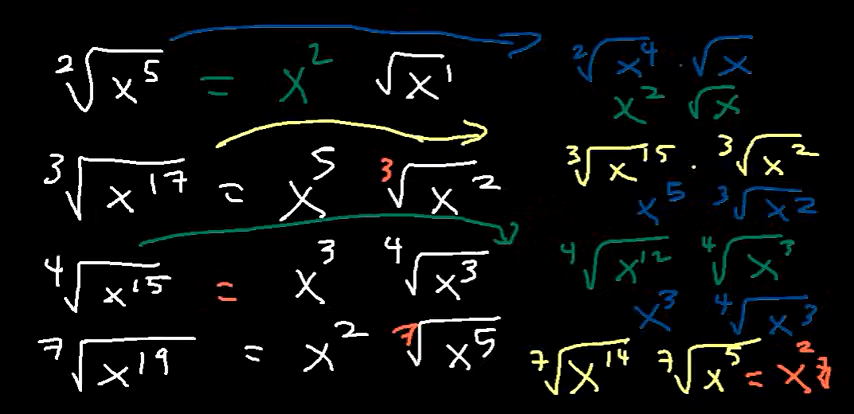 ²√x⁵ = x² √x¹
²√x⁴ · √x
x² √x
³√x¹⁷ = x⁵ ³√x²
³√x¹⁵ · ³√x²
x⁵ ³√x²
⁴√x¹⁵ = x³ ⁴√x³
⁴√x¹² ⁴√x³
x³ ⁴√x³
⁷√x¹⁹ = x² ⁷√x⁵
⁷√x¹⁴ ⁷√x⁵ = x² ⁷